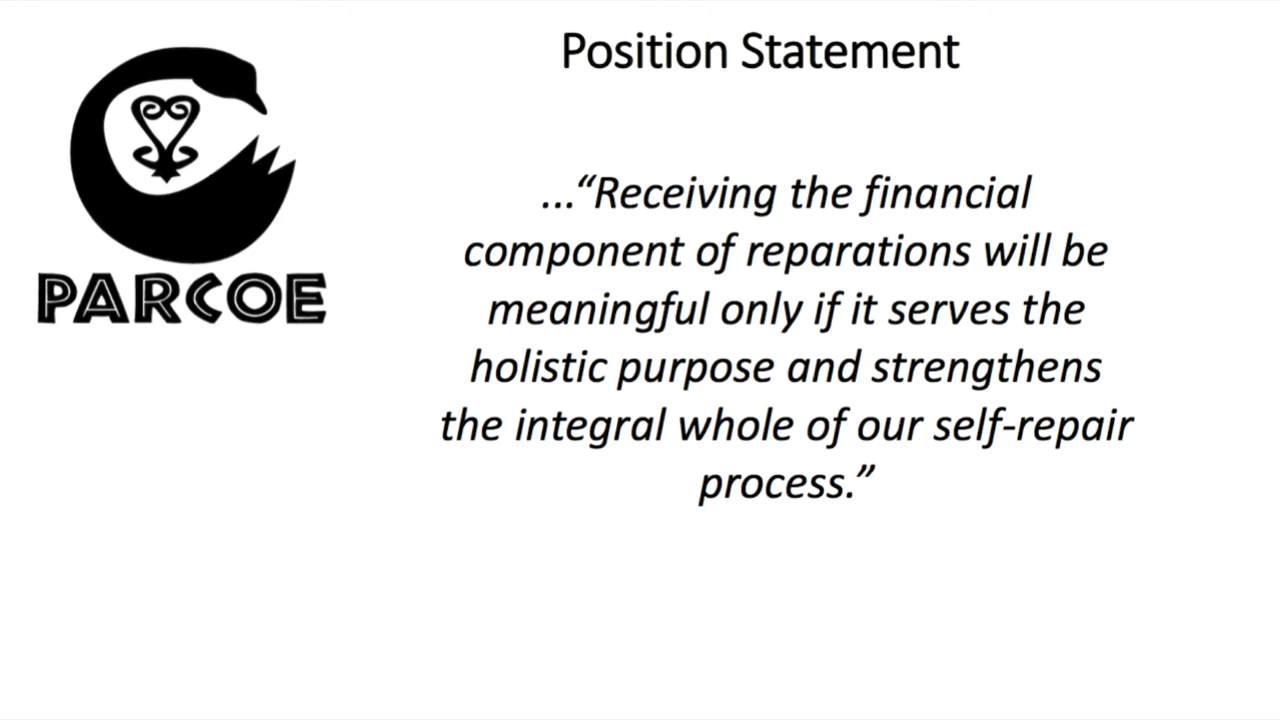 Position Statement
PARCOE
...“Receiving the financial
component of reparations will be
meaningful only if it serves the
holistic purpose and strengthens
the integral whole of our self-repair
process.”